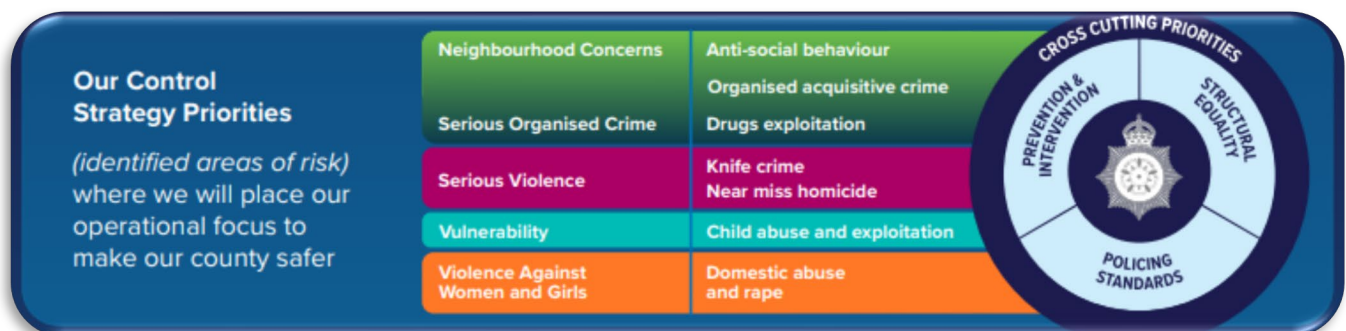 Our Control
Strategy Priorities
(identified areas of risk)
where we will place our
operational focus to
make our county safer
Neighbourhood Concerns
Anti-social behaviour
Organised acquisitive crime
Serious Organised Crime
Drugs exploitation
Serious Violence
Knife crime
Near miss homicide
Vulnerability
Child abuse and exploitation
Violence Against
Women and Girls
Domestic abuse
and rape
CROSS CUTTING PRIORITIES
PREVENTION &
INTERVENTION
STRUCTURAL
EQUALITY
POLICING
STANDARDS